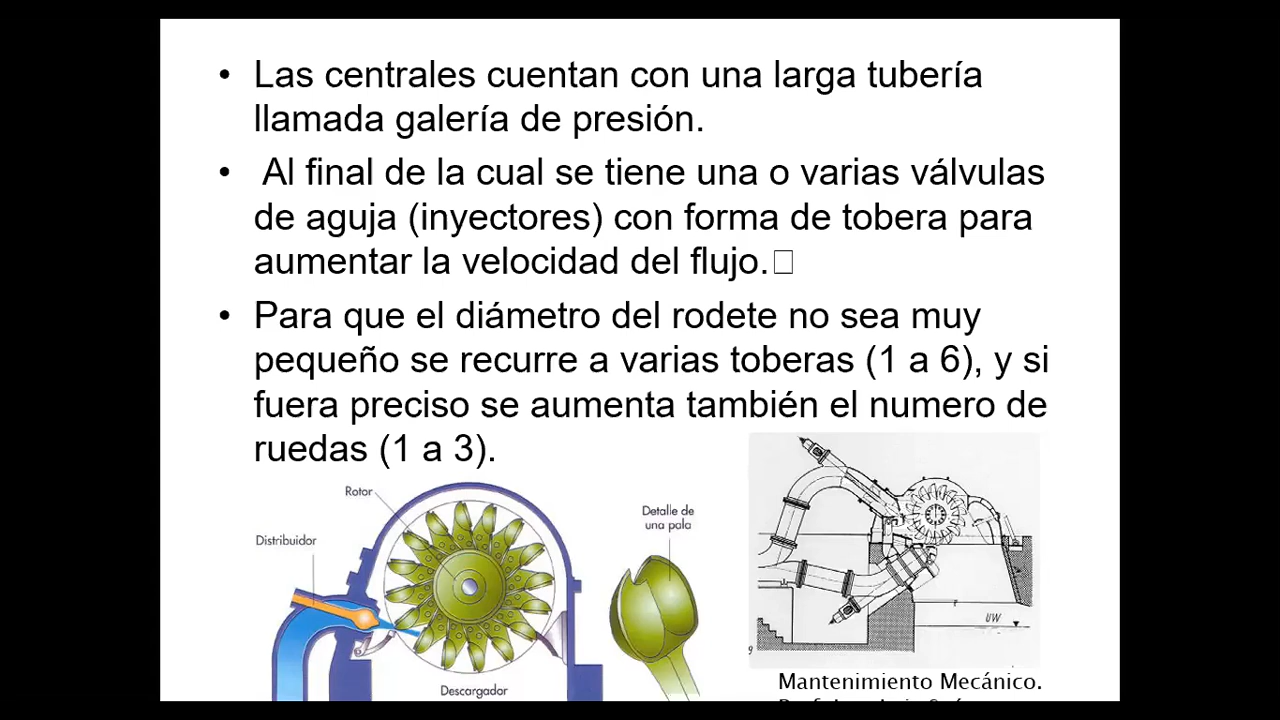 • Las centrales cuentan con una larga tubería
llamada galería de presión.
• Al final de la cual se tiene una o varias válvulas
de aguja (inyectores) con forma de tobera para
aumentar la velocidad del flujo.
• Para que el diámetro del rodete no sea muy
pequeño se recurre a varias toberas (1 a 6), y si
fuera preciso se aumenta también el numero de
ruedas (1 a 3).
Rotor
Distribuidor
Descargador
Detalle de
una pala
UW
Mantenimiento Mecánico.